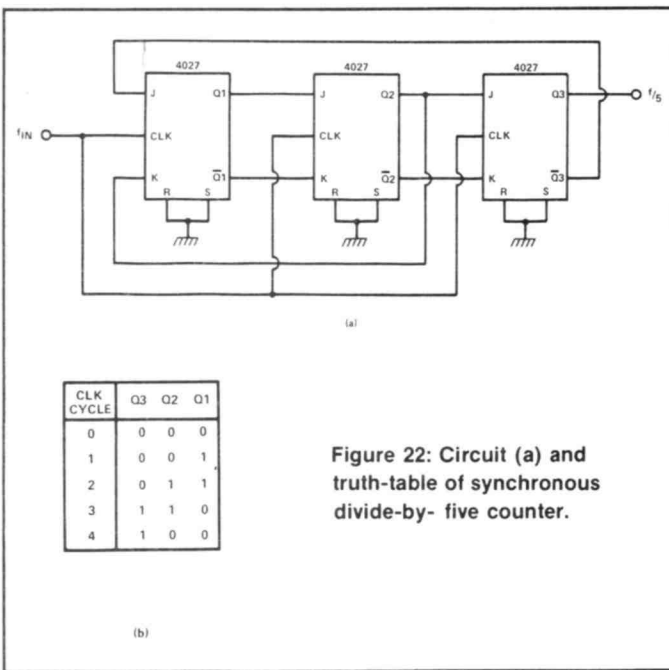 4027 4027 4027
J Q1 J Q2 J Q3 f/5
fIN CLK CLK CLK
K Q̅1 K Q̅2 K Q̅3
R S R S R S
(a)
CLK CYCLE Q3 Q2 Q1
0 0 0 0
1 0 0 1
2 0 1 1
3 1 1 0
4 1 0 0
Figure 22: Circuit (a) and
truth-table of synchronous
divide-by- five counter.
(b)